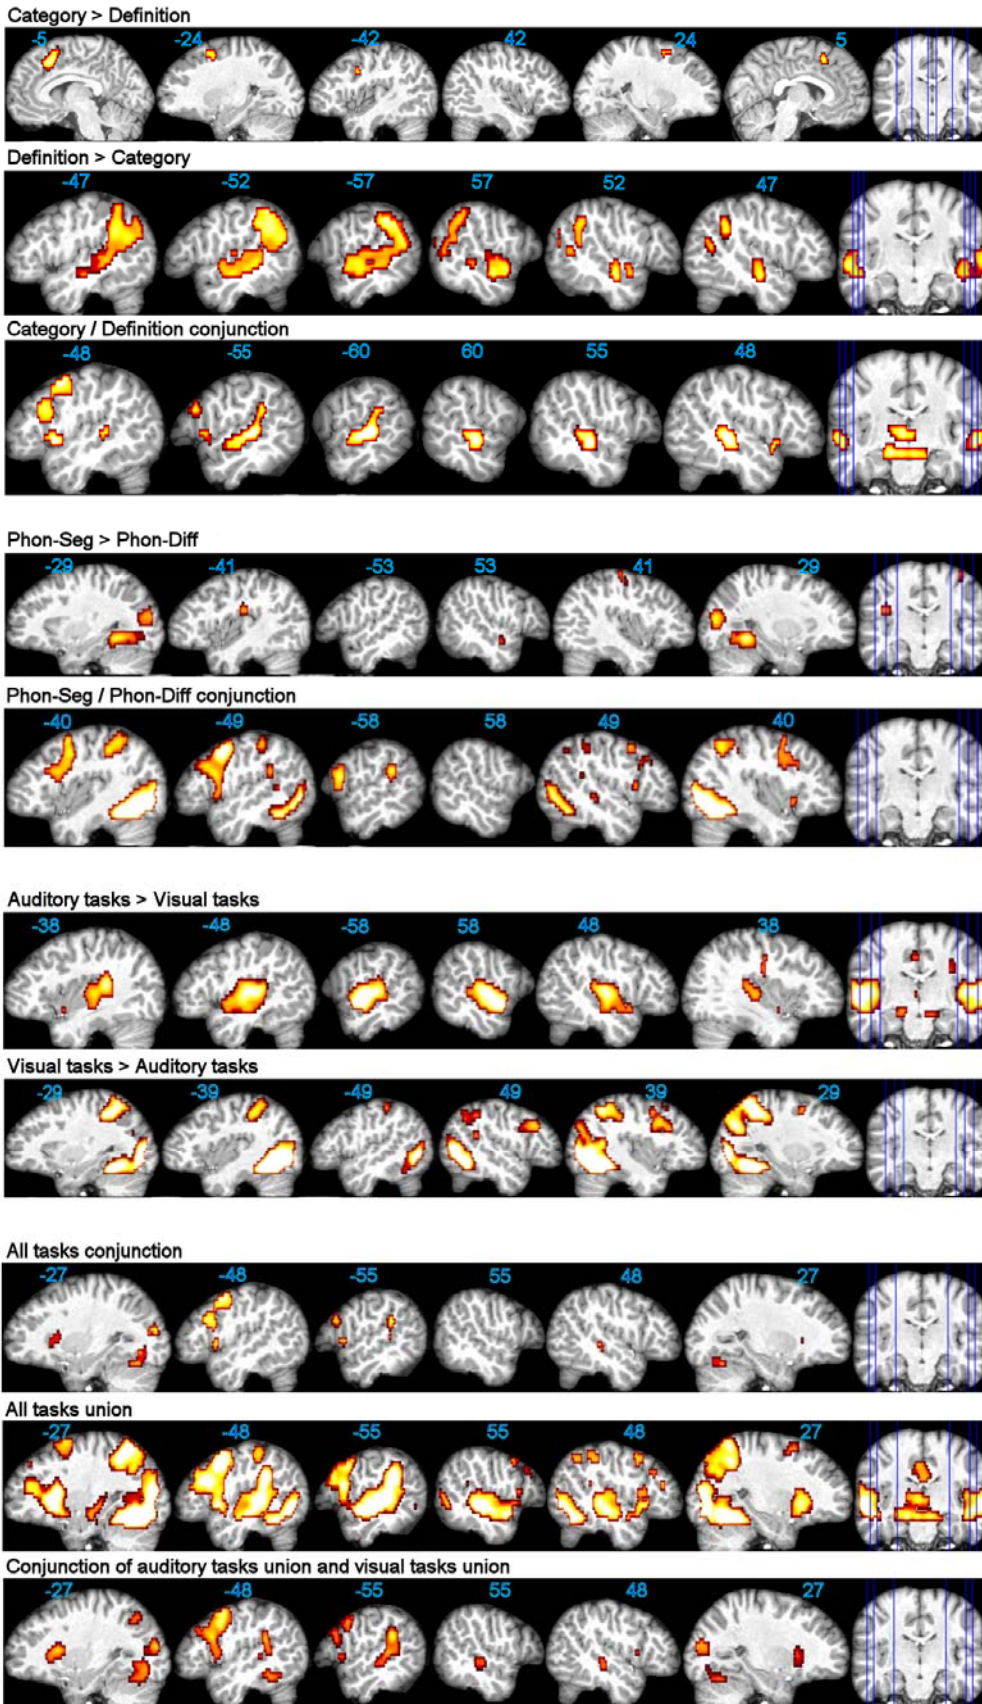 Category > Definition
-5 -24 -42 42 24 5
Definition > Category
-47 -52 -57 57 52 47
Category / Definition conjunction
-48 -55 -60 60 55 48
Phon-Seg > Phon-Diff
-29 -41 -53 53 41 29
Phon-Seg / Phon-Diff conjunction
-40 -49 -58 58 49 40
Auditory tasks > Visual tasks
-38 -48 -58 58 48 38
Visual tasks > Auditory tasks
-29 -39 -49 49 39 29
All tasks conjunction
-27 -48 -55 55 48 27
All tasks union
-27 -48 -55 55 48 27
Conjunction of auditory tasks union and visual tasks union
-27 -48 -55 55 48 27